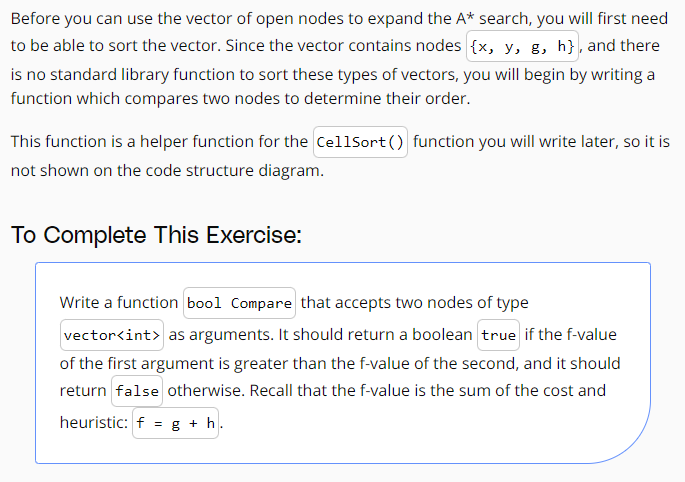 Before you can use the vector of open nodes to expand the A* search, you will first need
to be able to sort the vector. Since the vector contains nodes {x, y, g, h}, and there
is no standard library function to sort these types of vectors, you will begin by writing a
function which compares two nodes to determine their order.
This function is a helper function for the CellSort() function you will write later, so it is
not shown on the code structure diagram.
To Complete This Exercise:
Write a function bool Compare that accepts two nodes of type
vector<int> as arguments. It should return a boolean true if the f-value
of the first argument is greater than the f-value of the second, and it should
return false otherwise. Recall that the f-value is the sum of the cost and
heuristic: f = g + h.